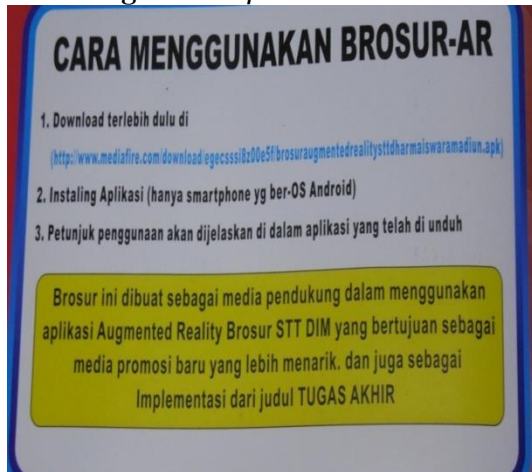 CARA MENGGUNAKAN BROSUR-AR
1. Download terlebih dulu di
(http://www.mediafire.com/download/egecsssi8z00e5f/brosuraugmentedrealitysttdharmaiswaramadiun.apk)
2. Instaling Aplikasi (hanya smartphone yg ber-OS Android)
3. Petunjuk penggunaan akan dijelaskan di dalam aplikasi yang telah di unduh
Brosur ini dibuat sebagai media pendukung dalam menggunakan
aplikasi Augmented Reality Brosur STT DIM yang bertujuan sebagai
media promosi baru yang lebih menarik. dan juga sebagai
Implementasi dari judul TUGAS AKHIR